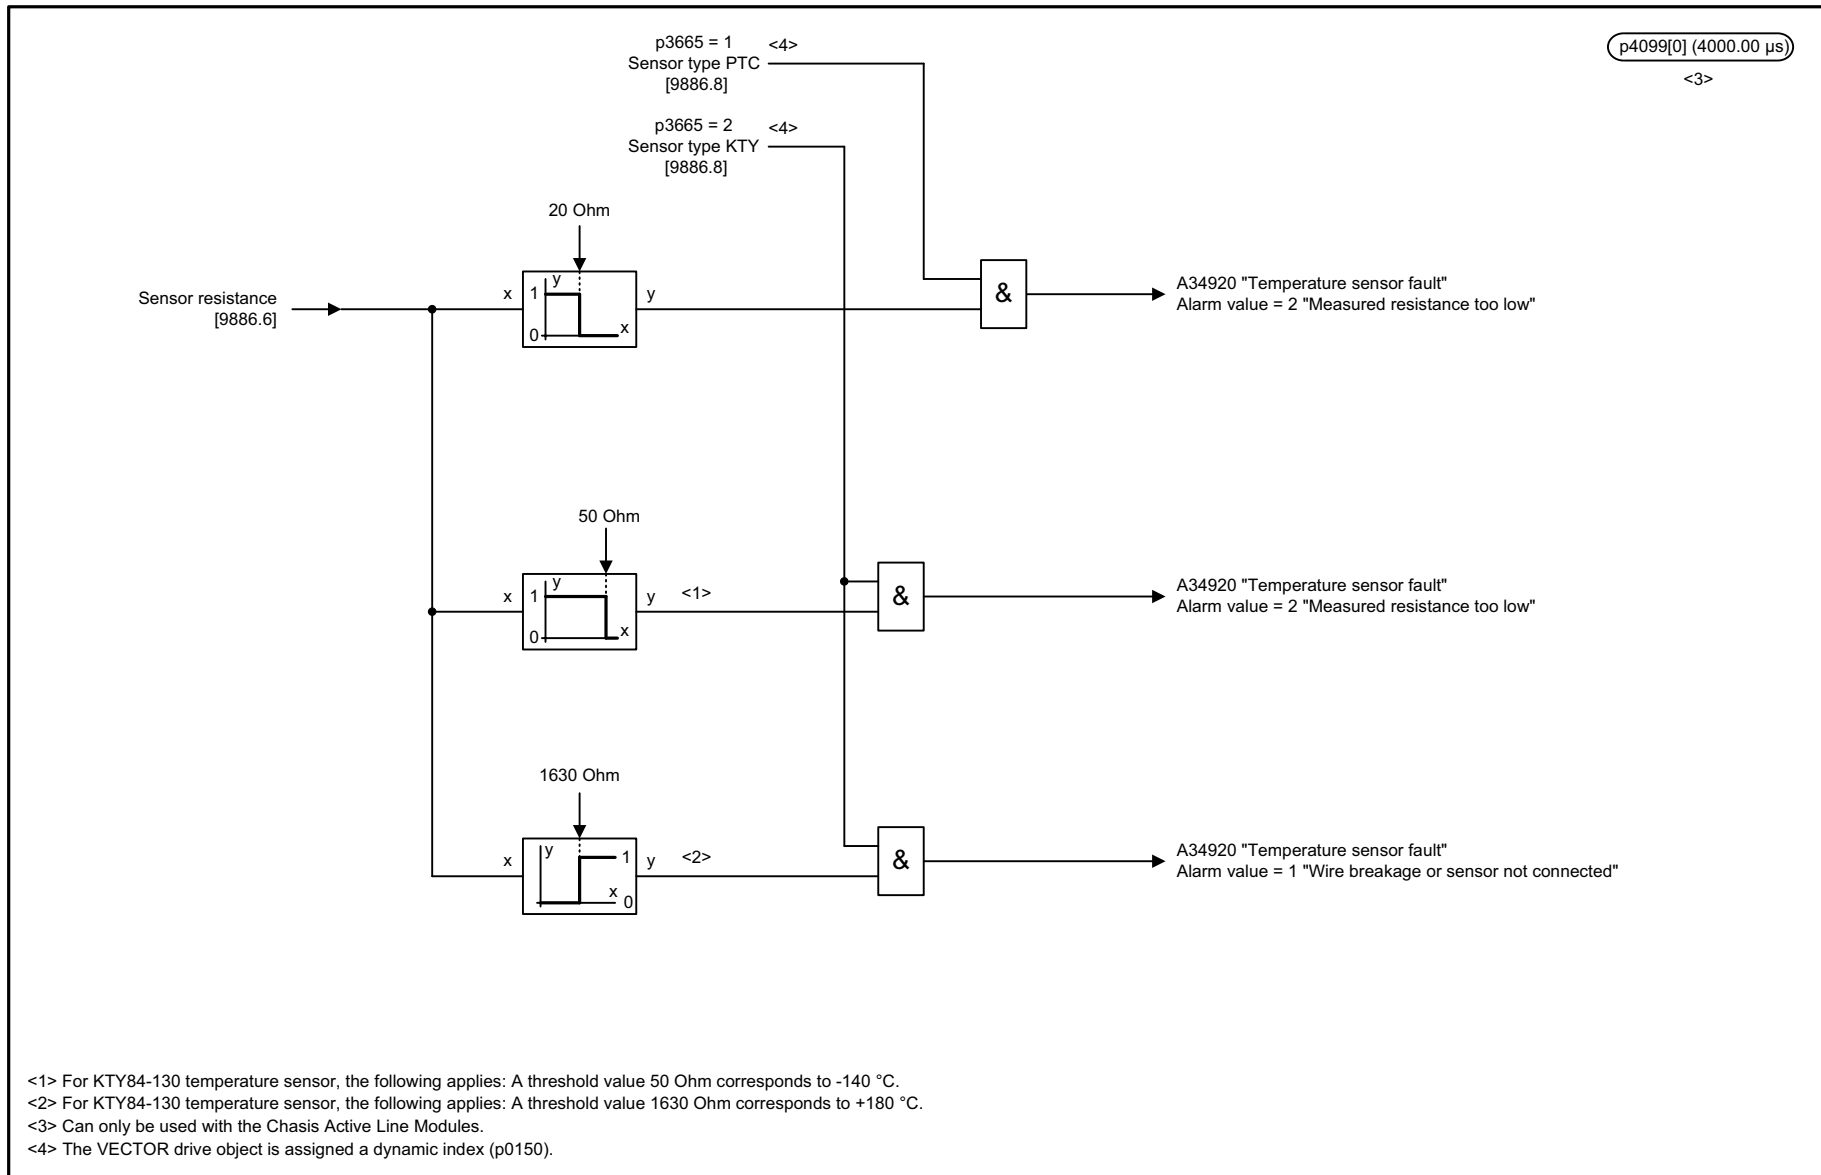 p3665 = 1 <4>
Sensor type PTC
[9886.8]
p4099[0] (4000.00 µs)
<3>
p3665 = 2 <4>
Sensor type KTY
[9886.8]
20 Ohm
Sensor resistance
[9886.6]
x
y
1
0
x
y
&
A34920 "Temperature sensor fault"
Alarm value = 2 "Measured resistance too low"
50 Ohm
x
y
1
0
x
y <1>
&
A34920 "Temperature sensor fault"
Alarm value = 2 "Measured resistance too low"
1630 Ohm
x
y
1
x
0
y <2>
&
A34920 "Temperature sensor fault"
Alarm value = 1 "Wire breakage or sensor not connected"
<1> For KTY84-130 temperature sensor, the following applies: A threshold value 50 Ohm corresponds to -140 °C.
<2> For KTY84-130 temperature sensor, the following applies: A threshold value 1630 Ohm corresponds to +180 °C.
<3> Can only be used with the Chasis Active Line Modules.
<4> The VECTOR drive object is assigned a dynamic index (p0150).